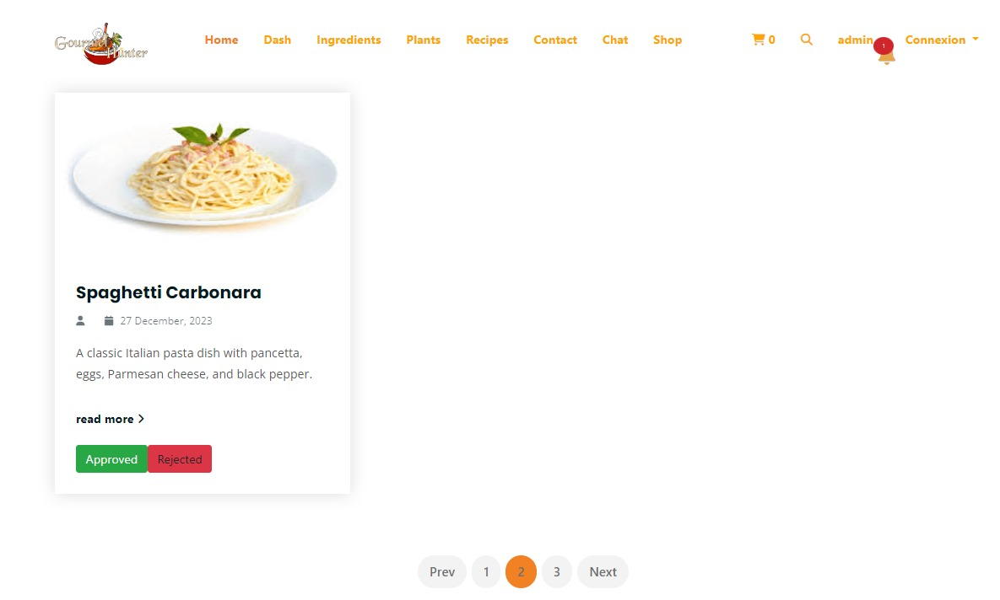 Gourmet
Hunter
Home Dash Ingredients Plants Recipes Contact Chat Shop 0 admin 1 Connexion
Spaghetti Carbonara
27 December, 2023
A classic Italian pasta dish with pancetta,
eggs, Parmesan cheese, and black pepper.
read more
Approved Rejected
Prev 1 2 3 Next